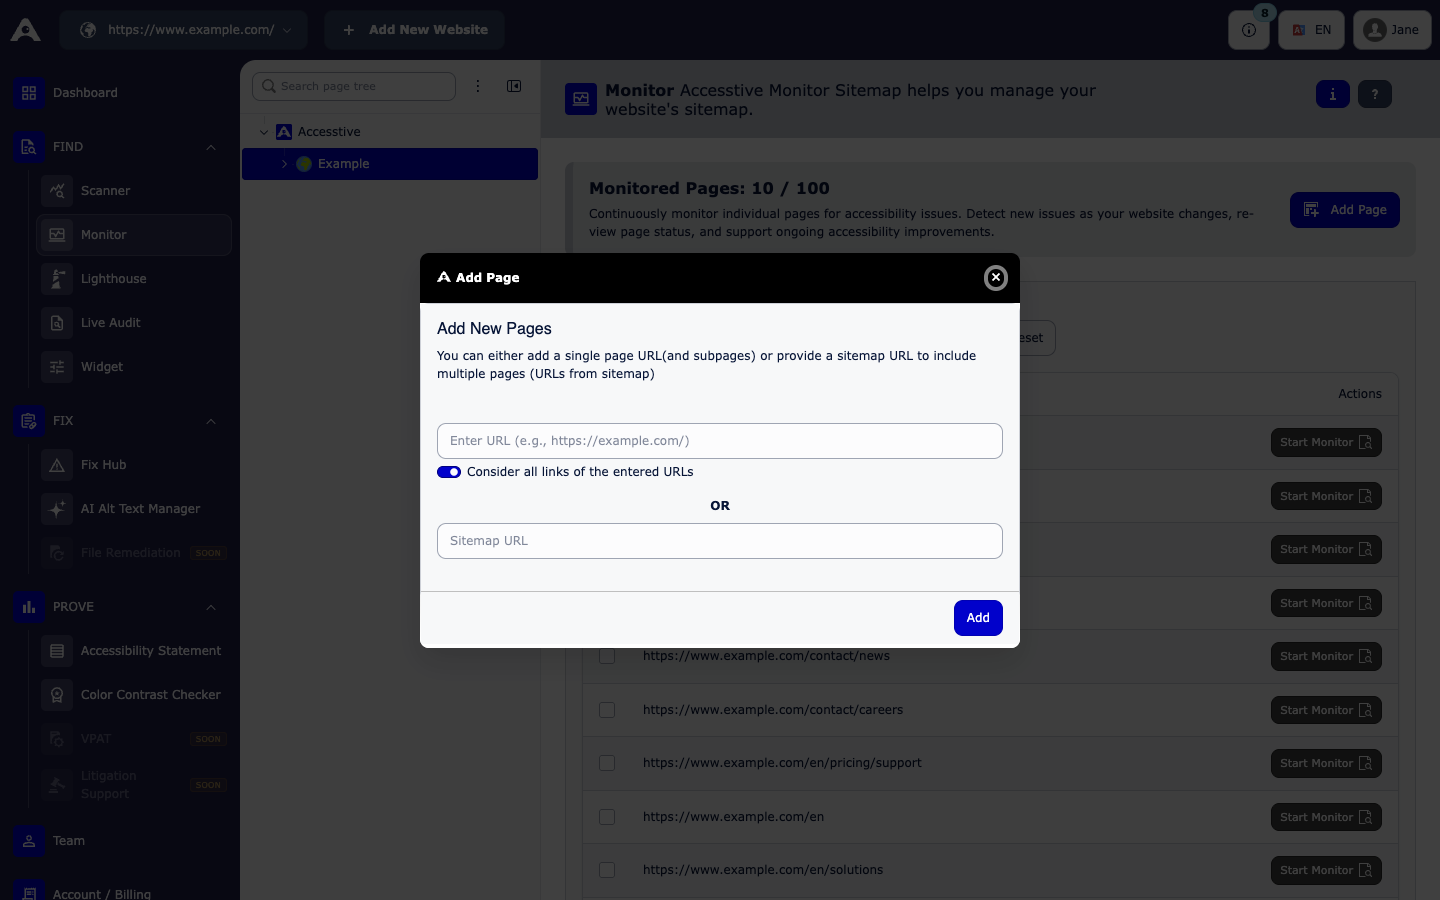 https://www.example.com/
Add New Website
8
EN
Jane
Dashboard
FIND
Scanner
Monitor
Lighthouse
Live Audit
Widget
FIX
Fix Hub
AI Alt Text Manager
File Remediation SOON
PROVE
Accessibility Statement
Color Contrast Checker
VPAT SOON
Litigation
Support
SOON
Team
Account / Billing
Search page tree
Accesstive
Example
Monitor Accesstive Monitor Sitemap helps you manage your
website's sitemap.
i
?
Monitored Pages: 10 / 100
Continuously monitor individual pages for accessibility issues. Detect new issues as your website changes, re-
view page status, and support ongoing accessibility improvements.
Add Page
Add Page
Add New Pages
You can either add a single page URL(and subpages) or provide a sitemap URL to include
multiple pages (URLs from sitemap)
Enter URL (e.g., https://example.com/)
Consider all links of the entered URLs
OR
Sitemap URL
Add
eset
Actions
Start Monitor
Start Monitor
Start Monitor
Start Monitor
https://www.example.com/contact/news Start Monitor
https://www.example.com/contact/careers Start Monitor
https://www.example.com/en/pricing/support Start Monitor
https://www.example.com/en Start Monitor
https://www.example.com/en/solutions Start Monitor